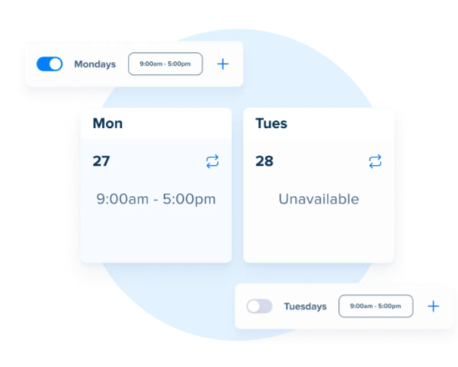 Mondays 9:00am - 5:00pm
Mon
27
9:00am - 5:00pm
Tues
28
Unavailable
Tuesdays 9:00am - 5:00pm